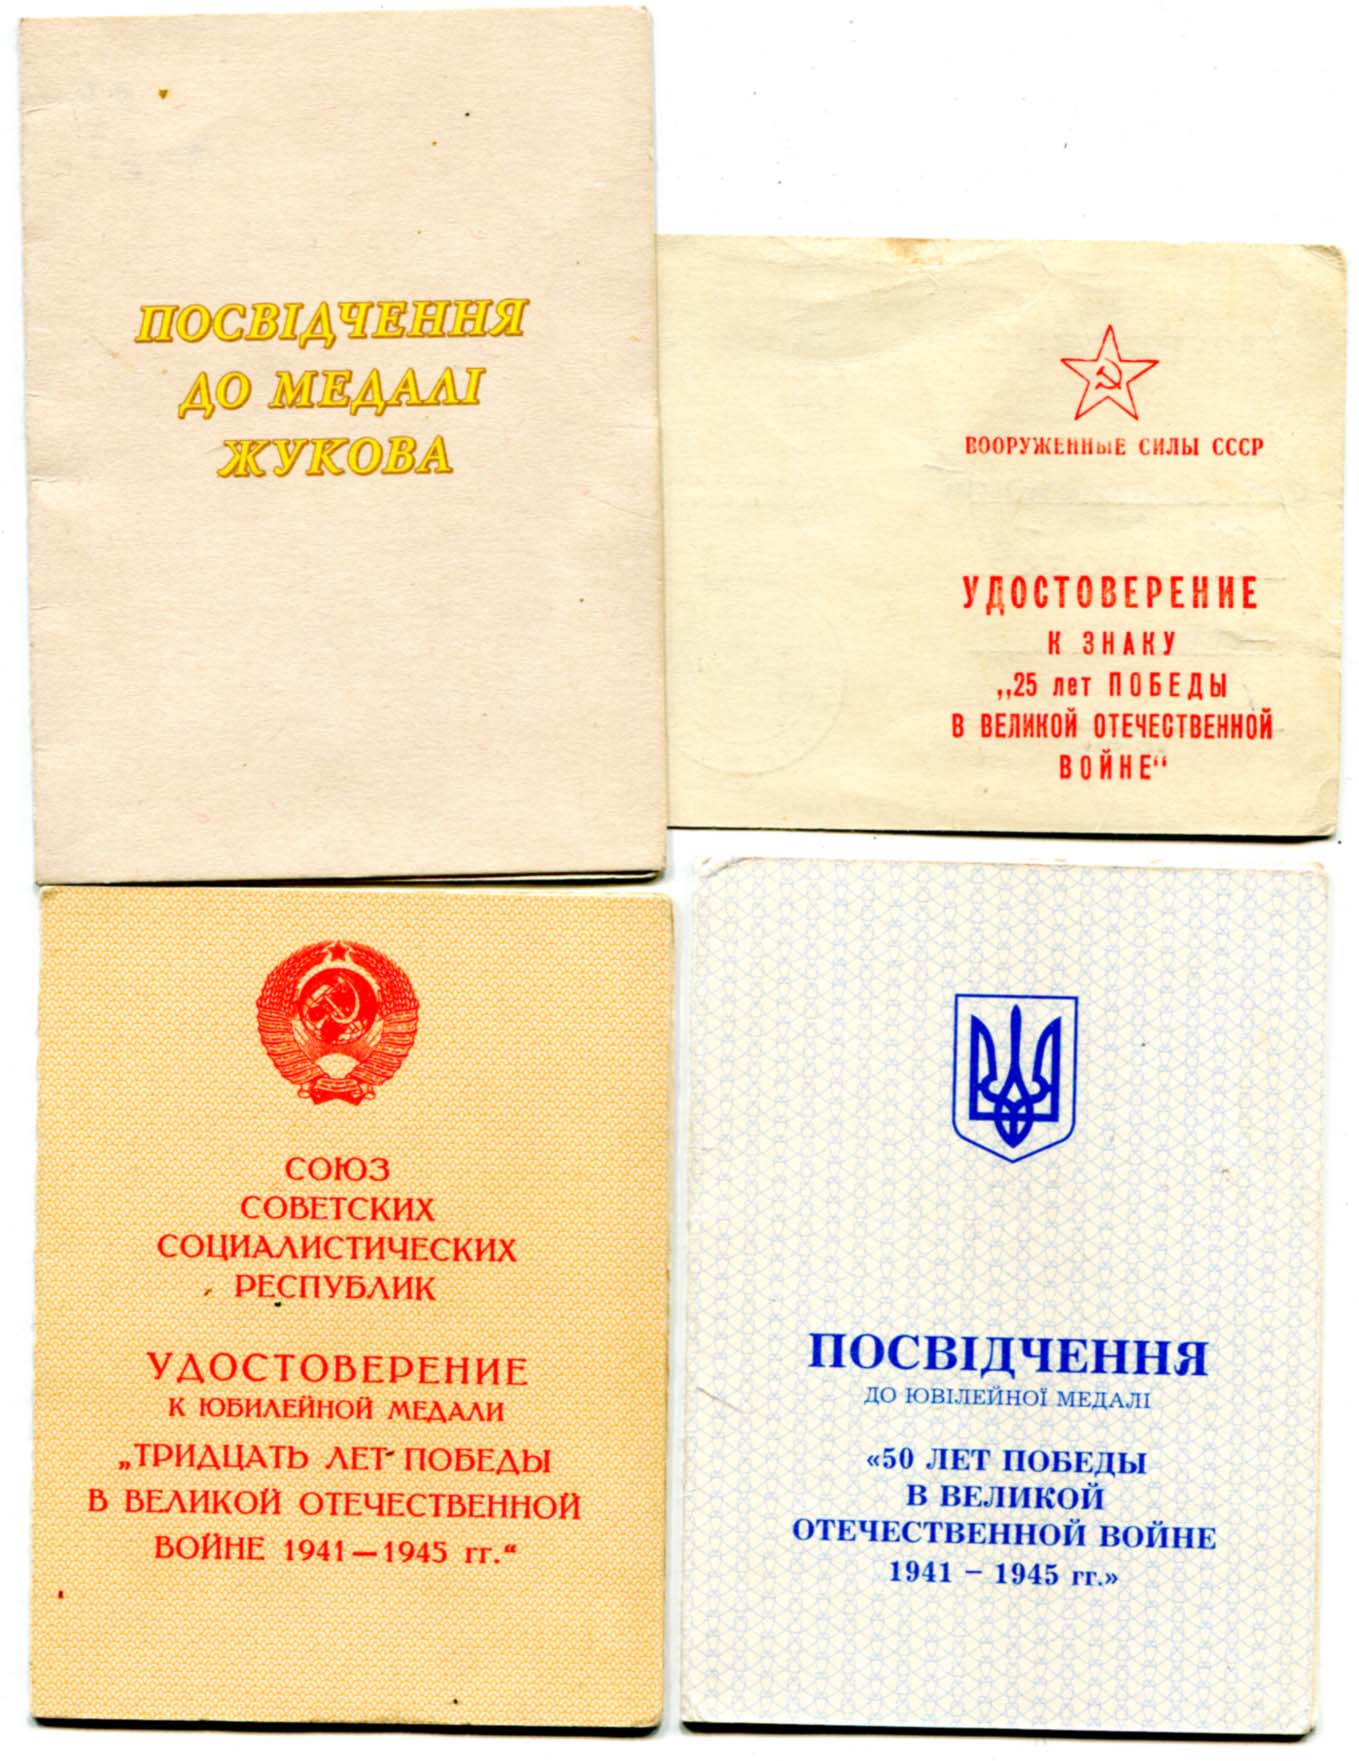 ПОСВІДЧЕННЯ
ДО МЕДАЛІ
ЖУКОВА
ВООРУЖЕННЫЕ СИЛЫ СССР
УДОСТОВЕРЕНИЕ
К ЗНАКУ
„25 лет ПОБЕДЫ
В ВЕЛИКОЙ ОТЕЧЕСТВЕННОЙ
ВОЙНЕ“
СОЮЗ
СОВЕТСКИХ
СОЦИАЛИСТИЧЕСКИХ
РЕСПУБЛИК
УДОСТОВЕРЕНИЕ
К ЮБИЛЕЙНОЙ МЕДАЛИ
„ТРИДЦАТЬ ЛЕТ ПОБЕДЫ
В ВЕЛИКОЙ ОТЕЧЕСТВЕННОЙ
ВОЙНЕ 1941—1945 гг.“
ПОСВІДЧЕННЯ
ДО ЮВІЛЕЙНОЇ МЕДАЛІ
«50 ЛЕТ ПОБЕДЫ
В ВЕЛИКОЙ
ОТЕЧЕСТВЕННОЙ ВОЙНЕ
1941 – 1945 гг.»